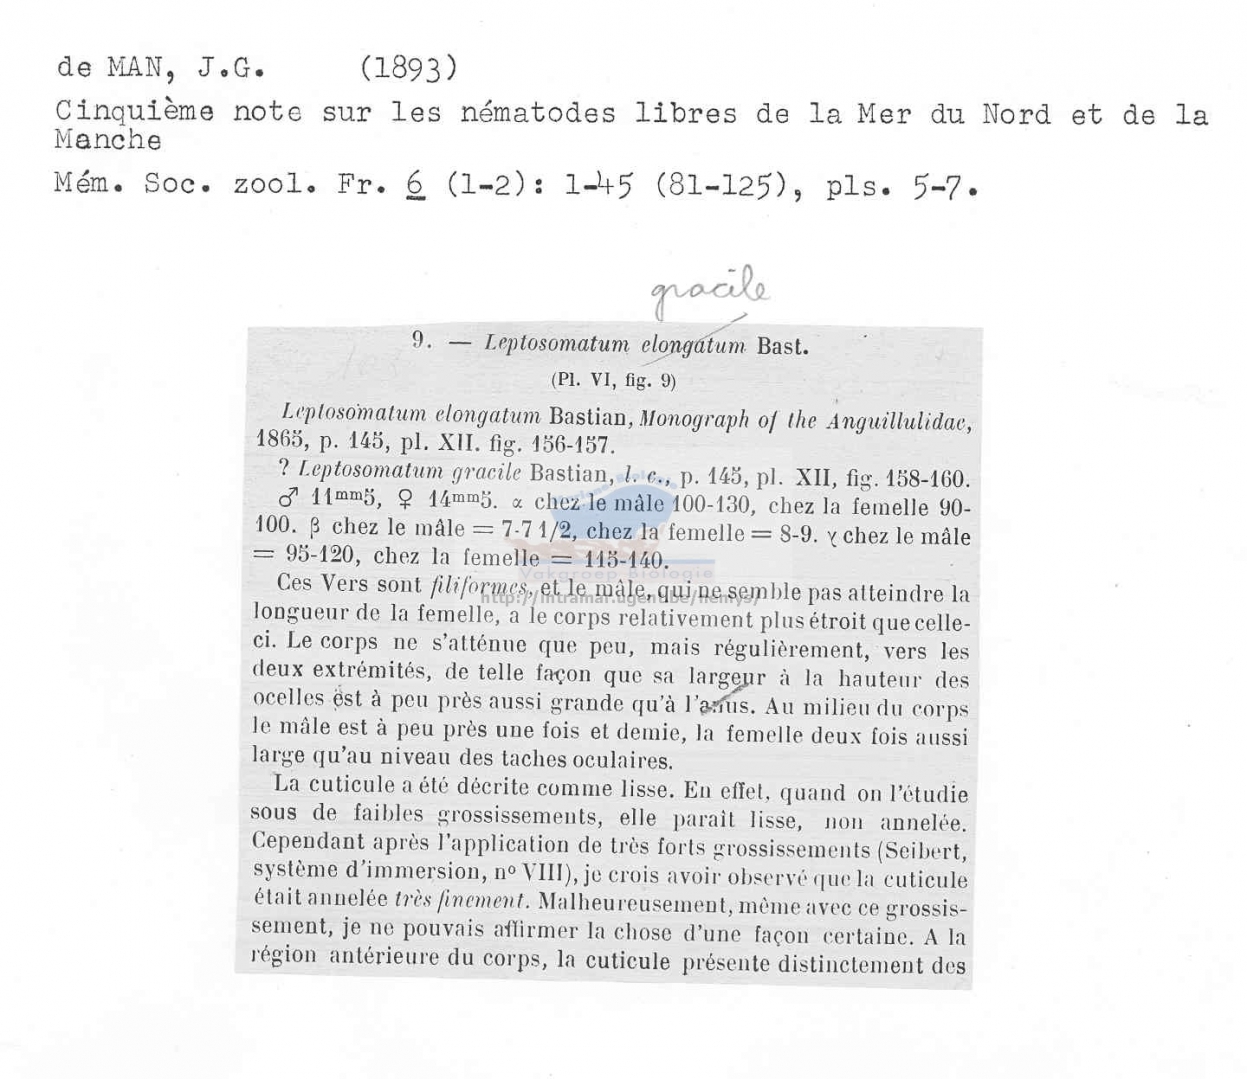 de MAN, J.G. (1893)
Cinquième note sur les nématodes libres de la Mer du Nord et de la
Manche
Mém. Soc. zool. Fr. 6 (1-2): 1-45 (81-125), pls. 5-7.
gracile
9. — Leptosomatum elongatum Bast.
(Pl. VI, fig. 9)
Leptosomatum elongatum Bastian, Monograph of the Anguillulidae,
1865, p. 145, pl. XII. fig. 156-157.
? Leptosomatum gracile Bastian, l. c., p. 145, pl. XII, fig. 158-160.
♂ 11mm5, ♀ 14mm5. α chez le mâle 100-130, chez la femelle 90-
100. β chez le mâle = 7-7 1/2, chez la femelle = 8-9. γ chez le mâle
= 95-120, chez la femelle = 115-140.
Vakgroep Biologie
Ces Vers sont filiformes, et le mâle, qui ne semble pas atteindre la
http://intramar.ugent.be/nemys/
longueur de la femelle, a le corps relativement plus étroit que celle-
ci. Le corps ne s'atténue que peu, mais régulièrement, vers les
deux extrémités, de telle façon que sa largeur à la hauteur des
ocelles est à peu près aussi grande qu'à l'anus. Au milieu du corps
le mâle est à peu près une fois et demie, la femelle deux fois aussi
large qu'au niveau des taches oculaires.
La cuticule a été décrite comme lisse. En effet, quand on l'étudie
sous de faibles grossissements, elle paraît lisse, non annelée.
Cependant après l'application de très forts grossissements (Seibert,
système d'immersion, no VIII), je crois avoir observé que la cuticule
était annelée très finement. Malheureusement, même avec ce grossis-
sement, je ne pouvais affirmer la chose d'une façon certaine. A la
région antérieure du corps, la cuticule présente distinctement des